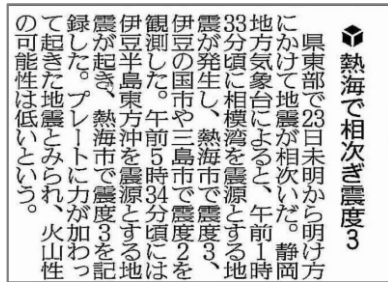 熱海で相次ぎ震度3
県東部で23日未明から明け方
にかけて地震が相次いだ。静岡
地方気象台によると、午前1時
33分頃に相模湾を震源とする地
震が発生し、熱海市で震度3、
伊豆の国市や三島市で震度2を
観測した。午前5時34分頃には
伊豆半島東方沖を震源とする地
震が起き、熱海市で震度3を記
録した。プレートに力が加わっ
て起きた地震とみられ、火山性
の可能性は低いという。